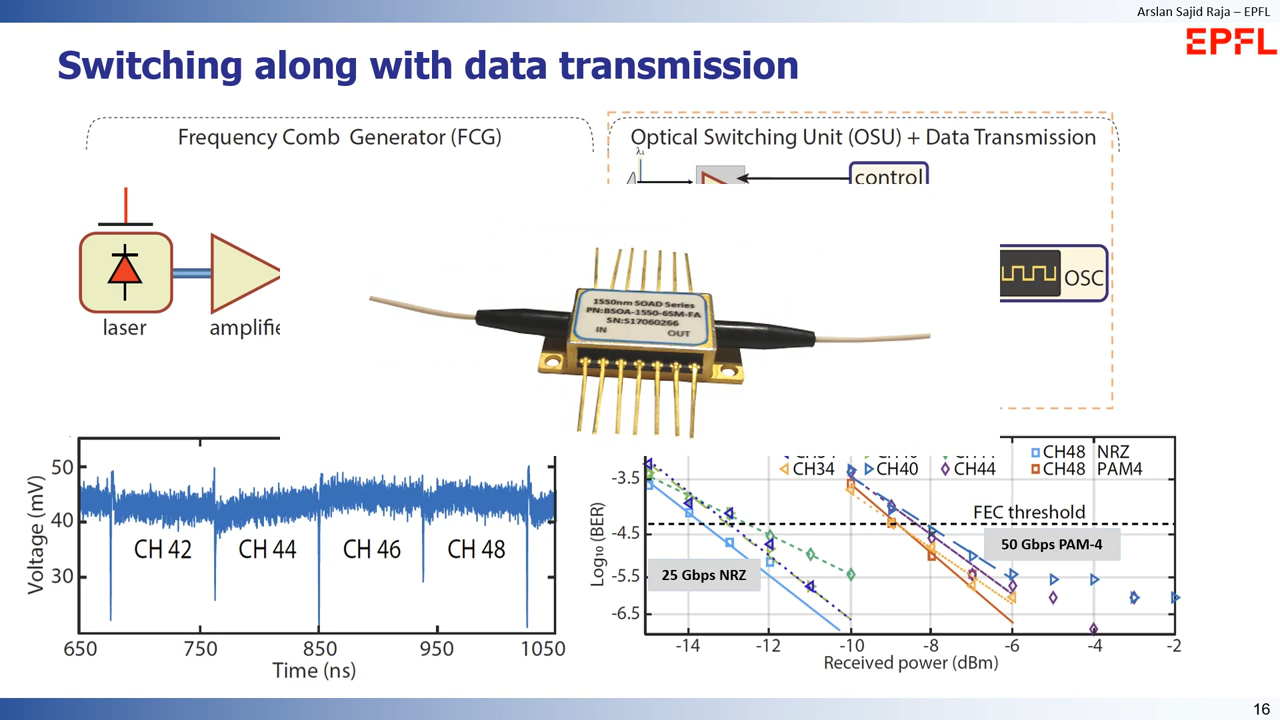 Arslan Sajid Raja – EPFL
EPFL
Switching along with data transmission
Frequency Comb Generator (FCG)
Optical Switching Unit (OSU) + Data Transmission
control
laser
1550nm SOAD Series
PN:BSOA-1550-6SM-FA
SN:S17060266
IN OUT
OSC
Voltage (mV)
50
40
30
CH 42 CH 44 CH 46 CH 48
650 750 850 950 1050
Time (ns)
Log₁₀ (BER)
-3.5
-4.5
-5.5
-6.5
CH48 NRZ
CH34 CH40 CH44 CH48 PAM4
FEC threshold
50 Gbps PAM-4
25 Gbps NRZ
-14 -12 -10 -8 -6 -4 -2
Received power (dBm)
16